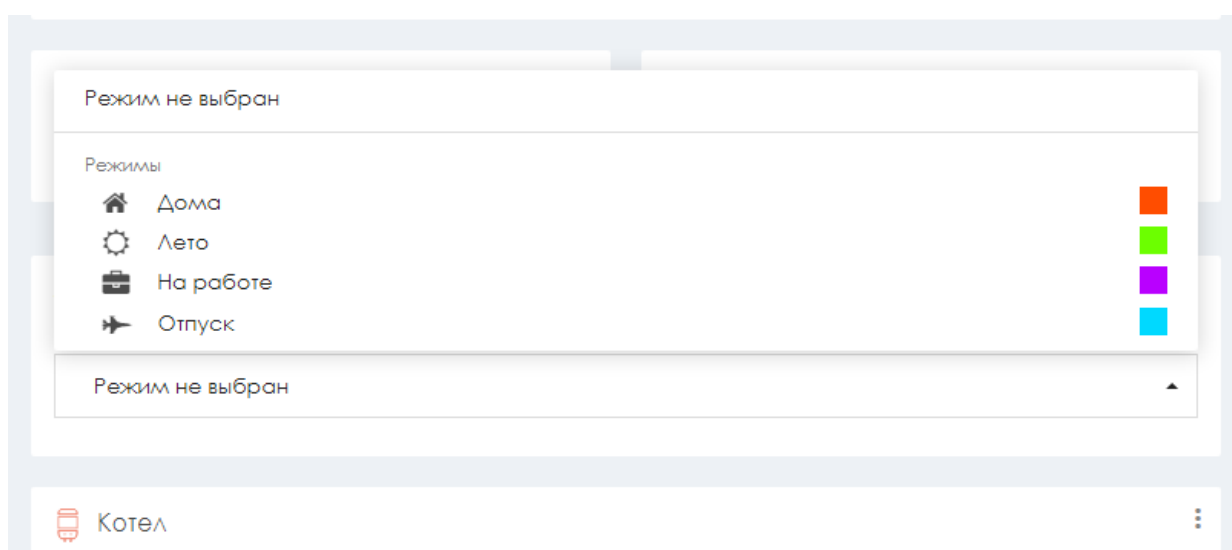 Режим не выбран
Режимы
Дома
Лето
На работе
Отпуск
Режим не выбран
Котел